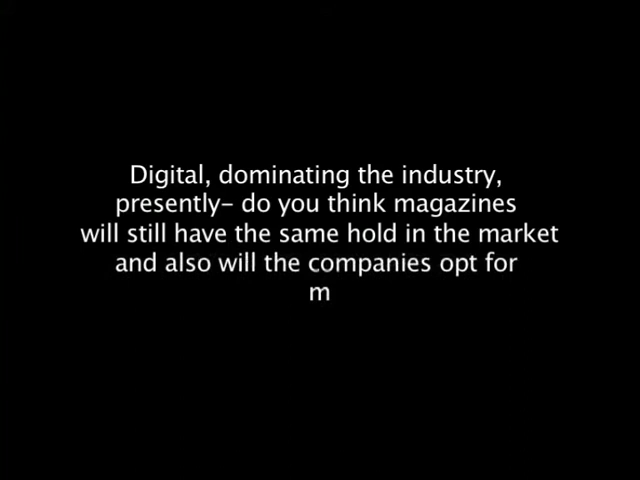 Digital, dominating the industry,
presently- do you think magazines
will still have the same hold in the market
and also will the companies opt for
m